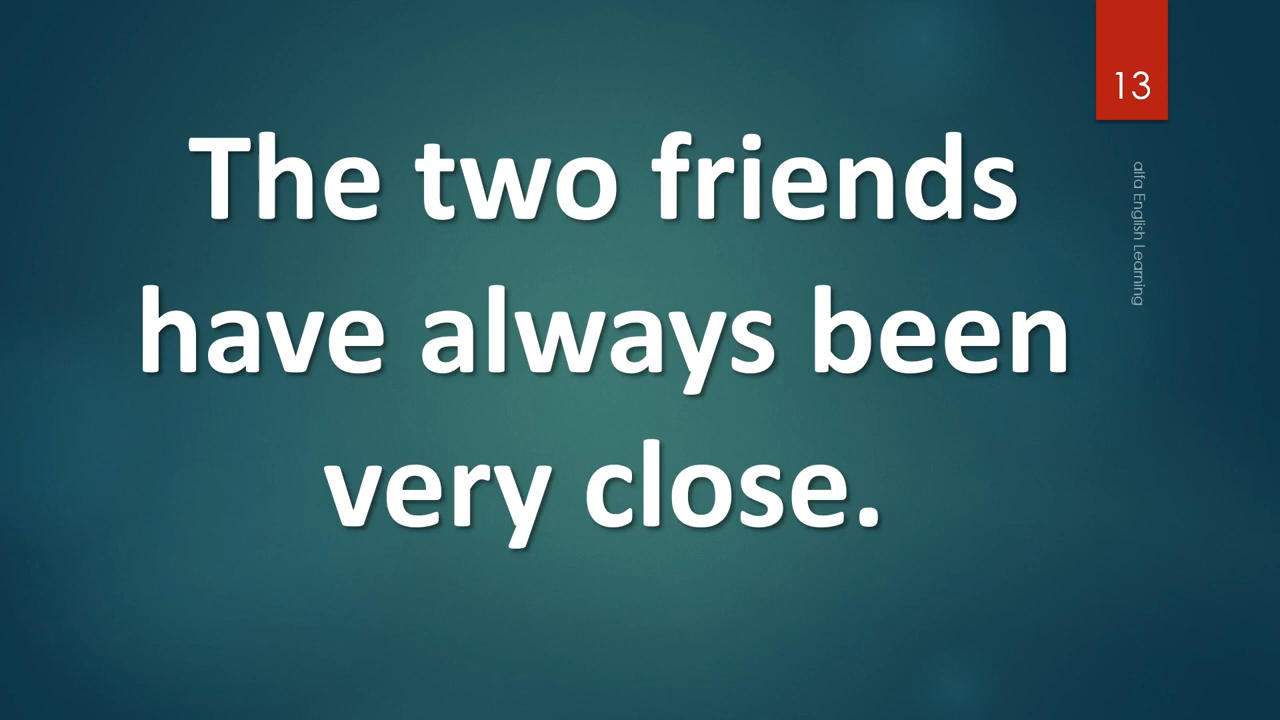 13
The two friends
have always been
very close.
alfa English Learning